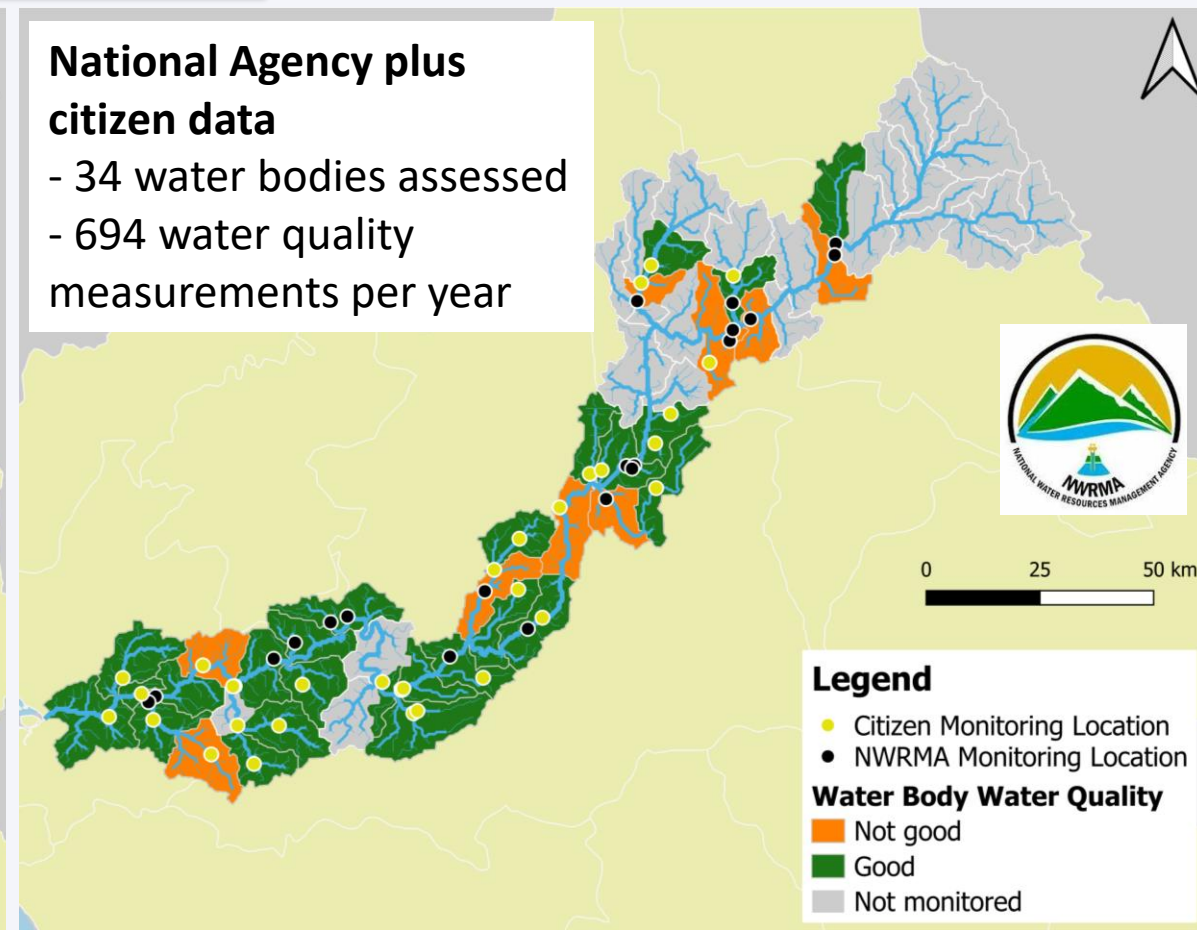 National Agency plus
citizen data
- 34 water bodies assessed
- 694 water quality
measurements per year
NATIONAL WATER RESOURCES MANAGEMENT AGENCY
NWRMA
0 25 50 km
Legend
Citizen Monitoring Location
NWRMA Monitoring Location
Water Body Water Quality
Not good
Good
Not monitored